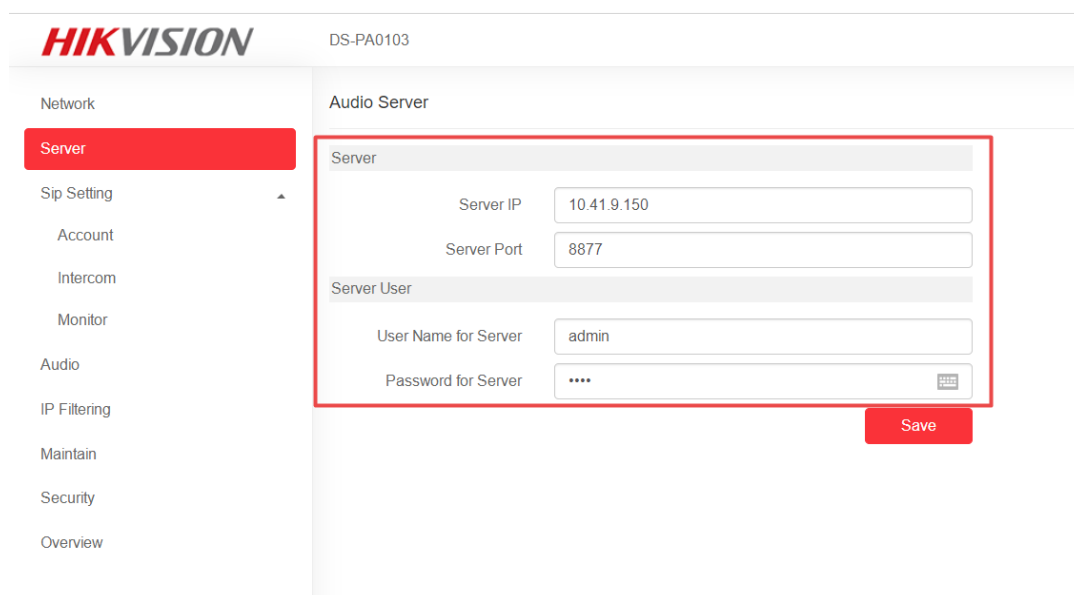 HIKVISION
DS-PA0103
Network
Server
Sip Setting
Account
Intercom
Monitor
Audio
IP Filtering
Maintain
Security
Overview
Audio Server
Server
Server IP 10.41.9.150
Server Port 8877
Server User
User Name for Server admin
Password for Server ••••
Save